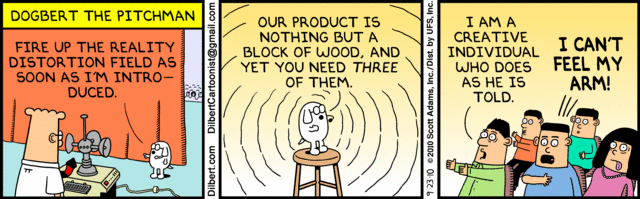 DOGBERT THE PITCHMAN
FIRE UP THE REALITY
DISTORTION FIELD AS
SOON AS I'M INTRO-
DUCED.
Dilbert.com DilbertCartoonist@gmail.com
OUR PRODUCT IS
NOTHING BUT A
BLOCK OF WOOD, AND
YET YOU NEED THREE
OF THEM.
9-23-10 ©2010 Scott Adams, Inc./Dist. by UFS, Inc.
I AM A
CREATIVE
INDIVIDUAL
WHO DOES
AS HE IS
TOLD.
I CAN'T
FEEL MY
ARM!